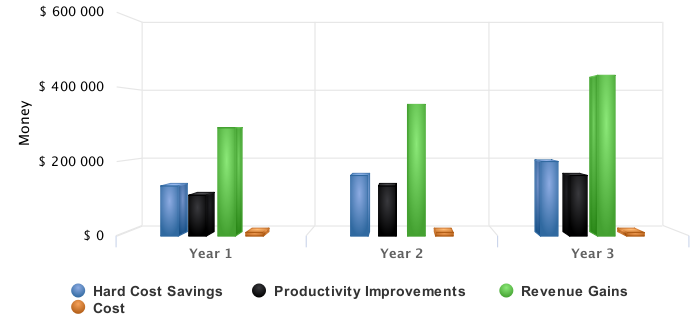 $ 600 000
$ 400 000
$ 200 000
$ 0
Money
Year 1
Year 2
Year 3
Hard Cost Savings
Productivity Improvements
Revenue Gains
Cost